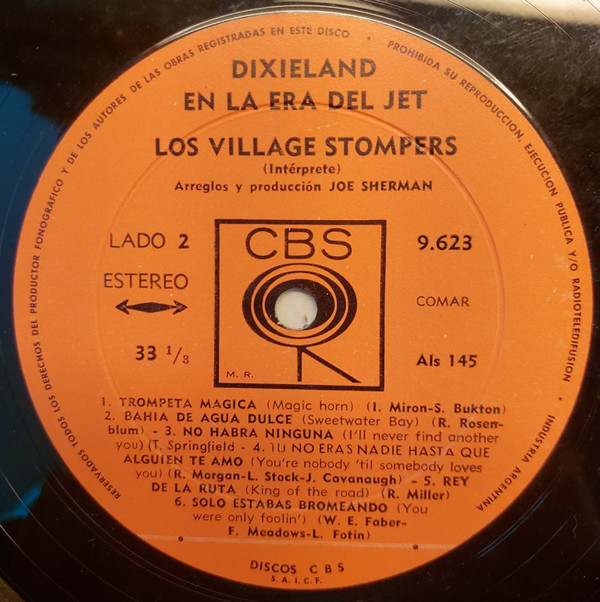 RESERVADOS TODOS LOS DERECHOS DEL PRODUCTOR FONOGRAFICO Y DE LOS AUTORES DE LAS OBRAS REGISTRADAS EN ESTE DISCO • PROHIBIDA SU REPRODUCCION, EJECUCION PUBLICA Y/O RADIOTELEDIFUSION • INDUSTRIA ARGENTINA
DIXIELAND
EN LA ERA DEL JET
LOS VILLAGE STOMPERS
(Intérprete)
Arreglos y producción JOE SHERMAN
LADO 2
ESTEREO
33 1/3
CBS
M. R.
9.623
COMAR
Als 145
1. TROMPETA MAGICA (Magic horn) (I. Miron-S. Bukton)
2. BAHIA DE AGUA DULCE (Sweetwater Bay) (R. Rosen-
blum) - 3. NO HABRA NINGUNA (I'll never find another
you) (T. Springfield - 4. TU NO ERAS NADIE HASTA QUE
ALGUIEN TE AMO (You're nobody 'til somebody loves
you) (R. Morgan-L. Stock-J. Cavanaugh) - 5. REY
DE LA RUTA (King of the road) (R. Miller)
6. SOLO ESTABAS BROMEANDO (You
were only foolin') (W. E. Faber-
F. Meadows-L. Fotin)
DISCOS CBS
S. A. I. C. F.